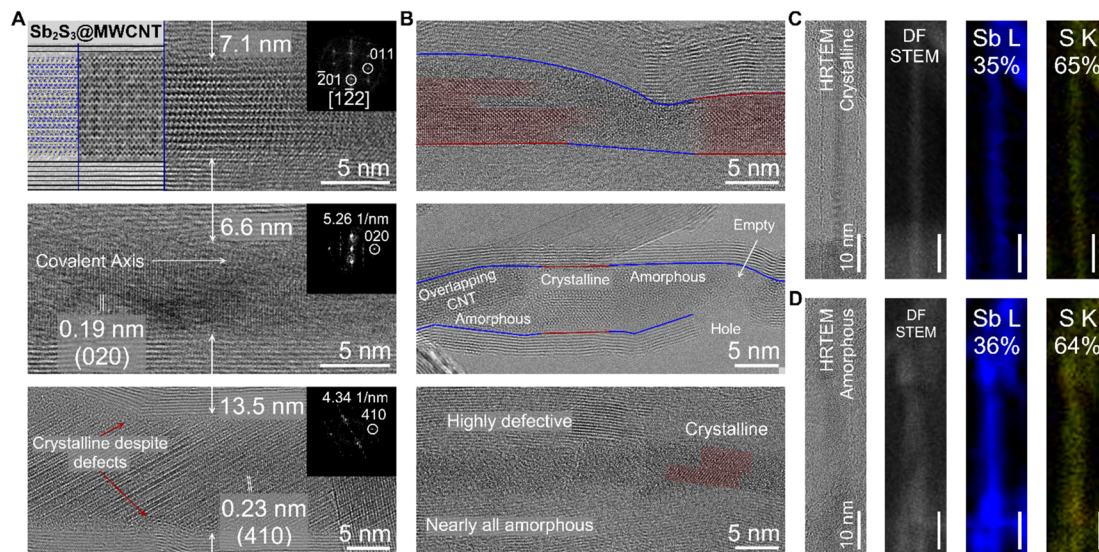 A
Sb₂S₃@MWCNT
7.1 nm
011
2̅01
[12̅2̅]
5 nm
6.6 nm
5.26 1/nm
020
Covalent Axis
0.19 nm
(020)
5 nm
13.5 nm
4.34 1/nm
410
Crystalline despite
defects
0.23 nm
(410)
5 nm
B
5 nm
Empty
Overlapping
CNT
Amorphous
Crystalline
Amorphous
Hole
5 nm
Highly defective
Crystalline
Nearly all amorphous
5 nm
C
HRTEM
Crystalline
10 nm
DF
STEM
Sb L
35%
S K
65%
D
HRTEM
Amorphous
10 nm
DF
STEM
Sb L
36%
S K
64%